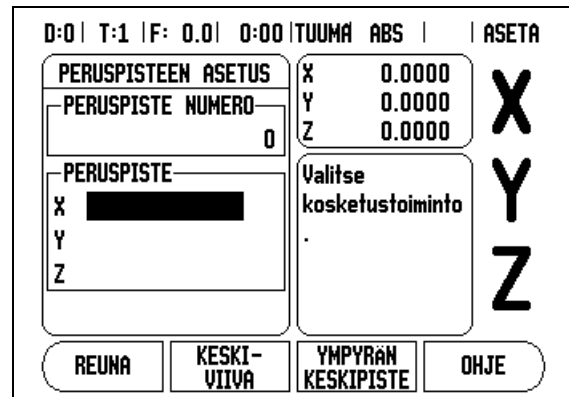 D:0 | T:1 | F: 0.0 | 0:00 | TUUMA ABS | | ASETA
PERUSPISTEEN ASETUS
PERUSPISTE NUMERO
0
PERUSPISTE
X
Y
Z
X 0.0000
Y 0.0000
Z 0.0000
Valitse
kosketustoiminto
.
X
Y
Z
REUNA
KESKI-
VIIVA
YMPYRÄN
KESKIPISTE
OHJE